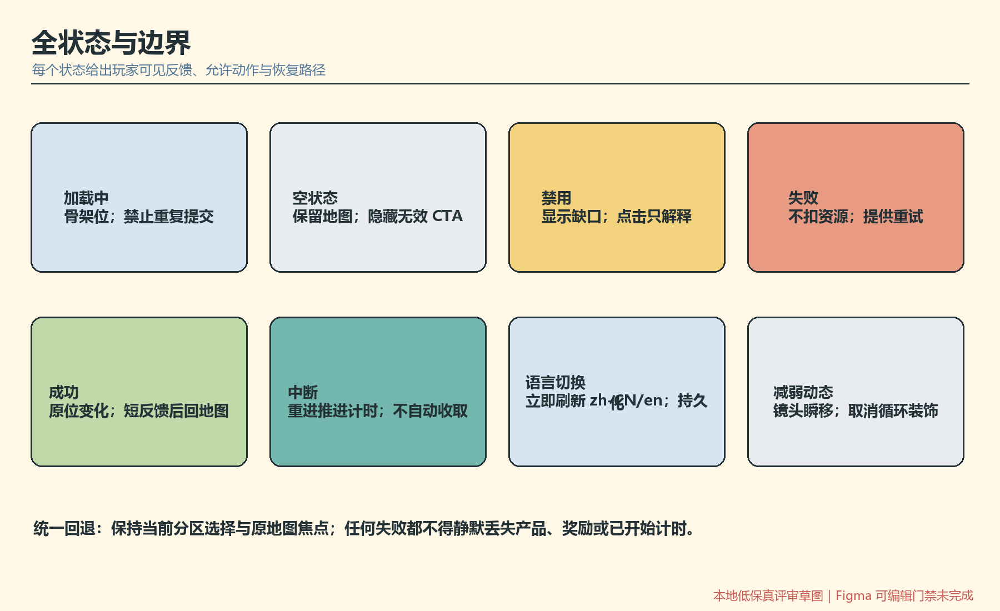 全状态与边界
每个状态给出玩家可见反馈、允许动作与恢复路径
加载中
骨架位；禁止重复提交
空状态
保留地图；隐藏无效 CTA
禁用
显示缺口；点击只解释
失败
不扣资源；提供重试
成功
原位变化；短反馈后回地图
中断
重进推进计时；不自动收取
语言切换
立即刷新 zh-CN/en；持久
化
减弱动态
镜头瞬移；取消循环装饰
统一回退：保持当前分区选择与原地图焦点；任何失败都不得静默丢失产品、奖励或已开始计时。
本地低保真评审草图｜Figma 可编辑门禁未完成